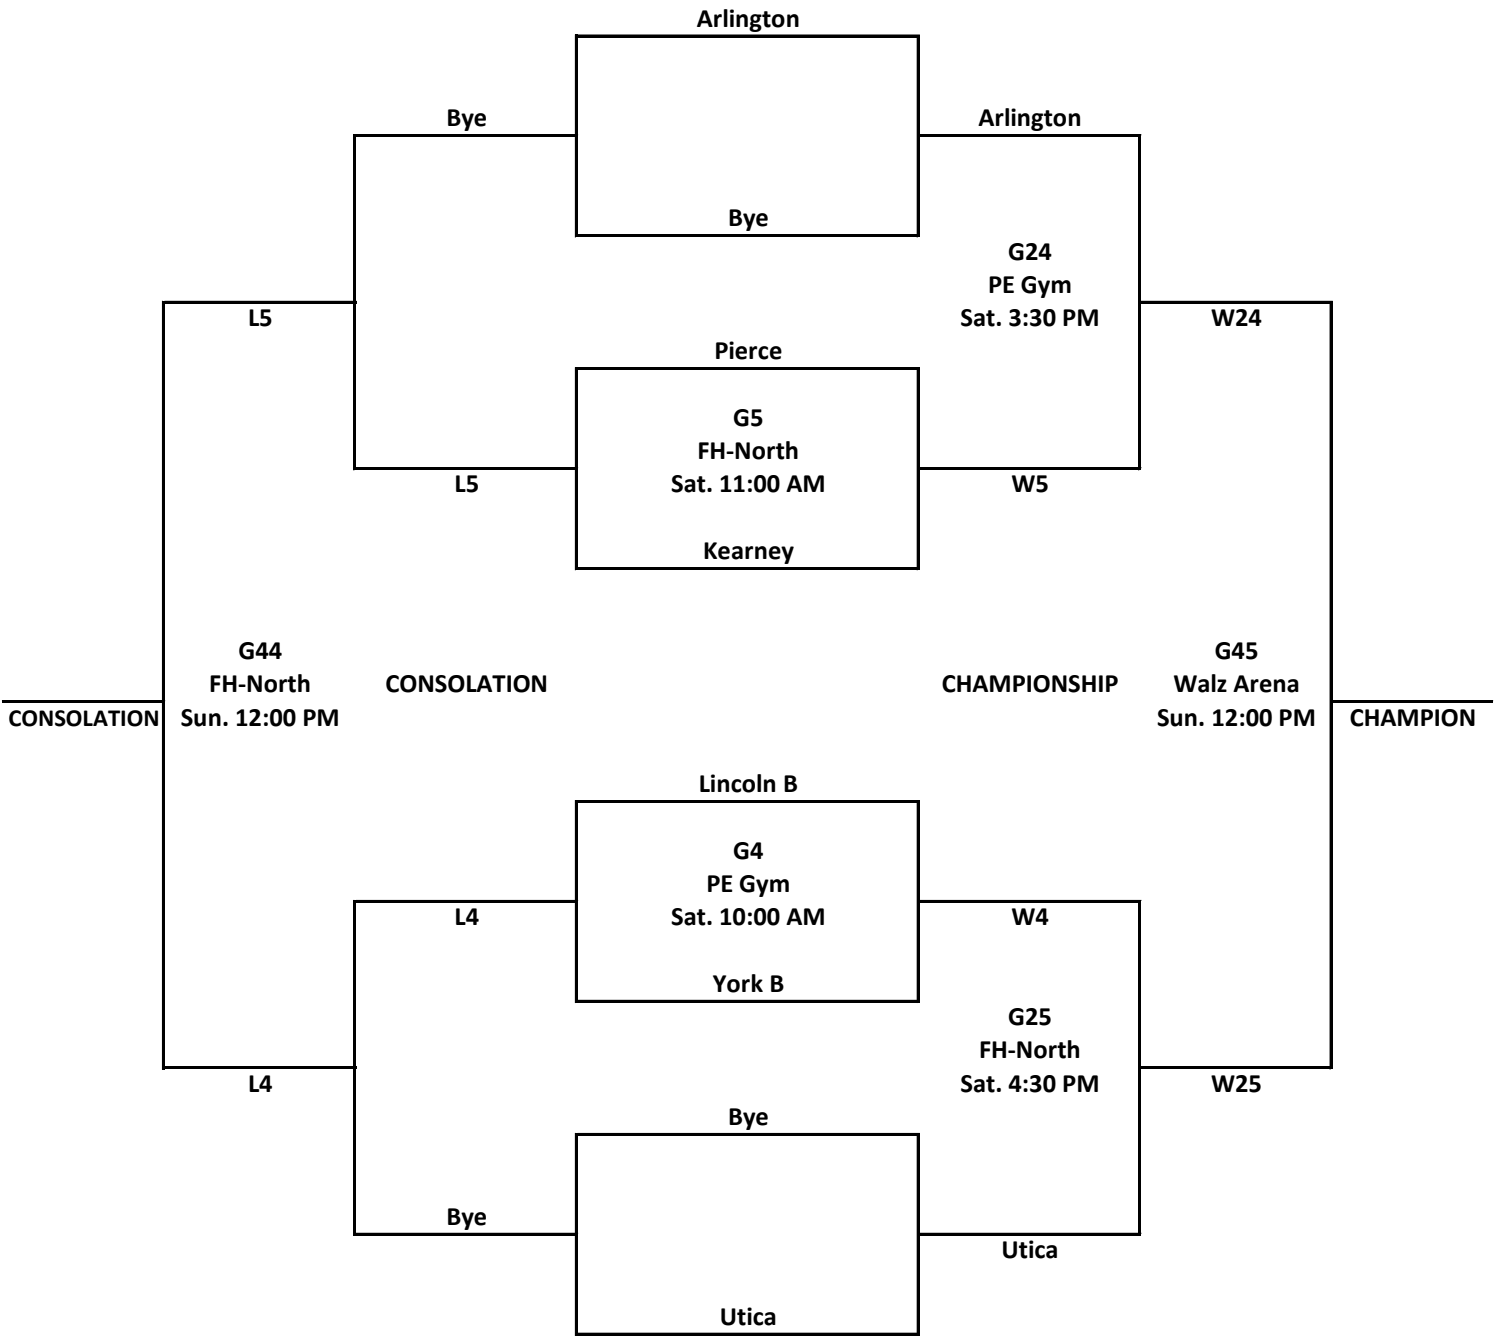 Arlington
Bye
Arlington
Bye
G24
PE Gym
Sat. 3:30 PM
L5
W24
Pierce
G5
FH-North
Sat. 11:00 AM
L5
W5
Kearney
G44
FH-North
Sun. 12:00 PM
CONSOLATION
CONSOLATION
CHAMPIONSHIP
G45
Walz Arena
Sun. 12:00 PM
CHAMPION
Lincoln B
G4
PE Gym
Sat. 10:00 AM
L4
W4
York B
G25
FH-North
Sat. 4:30 PM
L4
W25
Bye
Bye
Utica
Utica